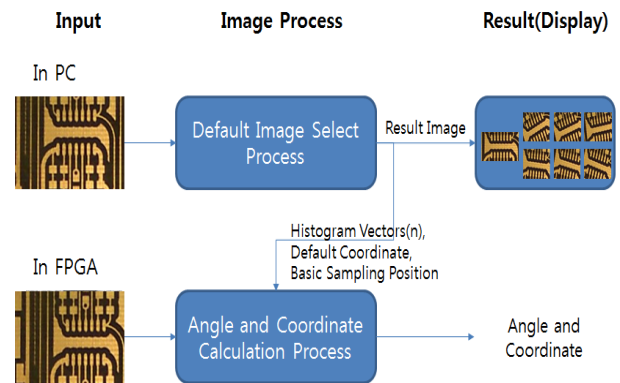 Input
Image Process
Result(Display)
In PC
Default Image Select
Process
Result Image
Histogram Vectors(n),
Default Coordinate,
Basic Sampling Position
In FPGA
Angle and Coordinate
Calculation Process
Angle and
Coordinate